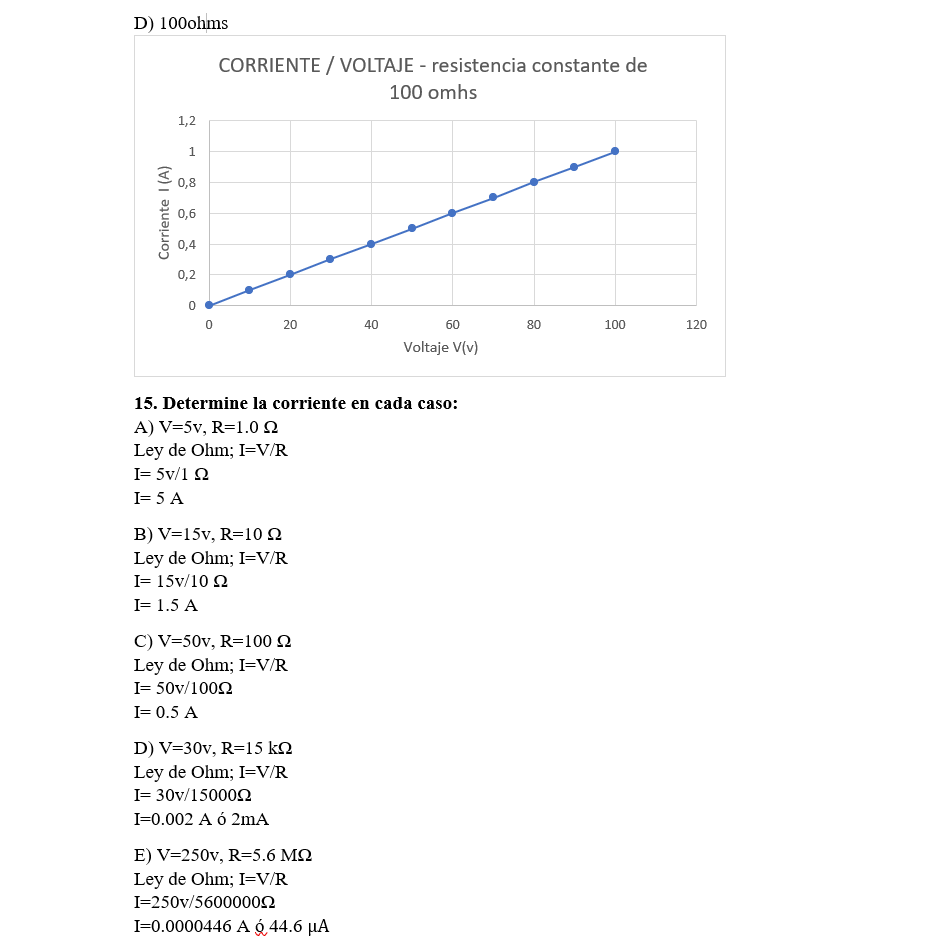 D) 100ohms
CORRIENTE / VOLTAJE - resistencia constante de
100 omhs
1,2
1
0,8
0,6
0,4
0,2
0
Corriente I (A)
0 20 40 60 80 100 120
Voltaje V(v)
15. Determine la corriente en cada caso:
A) V=5v, R=1.0 Ω
Ley de Ohm; I=V/R
I= 5v/1 Ω
I= 5 A
B) V=15v, R=10 Ω
Ley de Ohm; I=V/R
I= 15v/10 Ω
I= 1.5 A
C) V=50v, R=100 Ω
Ley de Ohm; I=V/R
I= 50v/100Ω
I= 0.5 A
D) V=30v, R=15 kΩ
Ley de Ohm; I=V/R
I= 30v/15000Ω
I=0.002 A ó 2mA
E) V=250v, R=5.6 MΩ
Ley de Ohm; I=V/R
I=250v/5600000Ω
I=0.0000446 A ó 44.6 µA